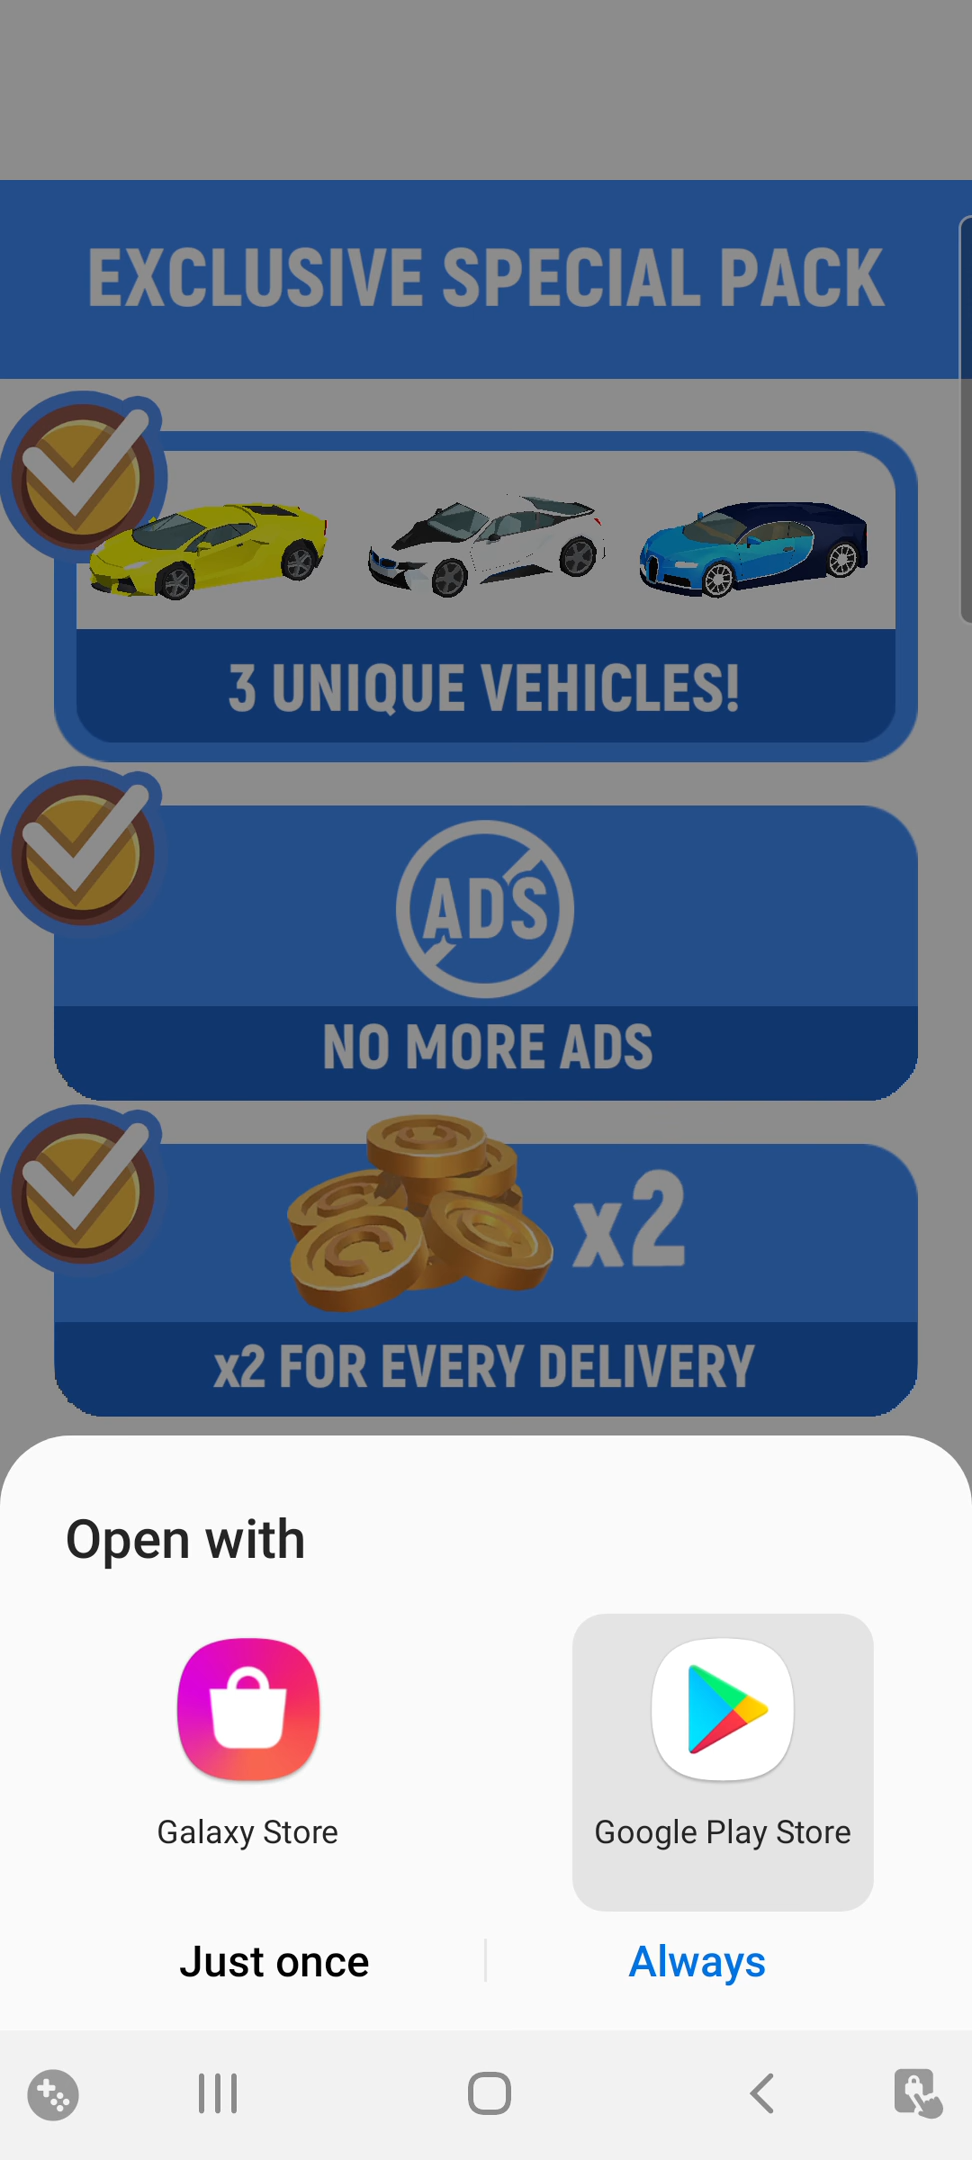 EXCLUSIVE SPECIAL PACK
3 UNIQUE VEHICLES!
ADS
NO MORE ADS
x2
x2 FOR EVERY DELIVERY
Open with
Galaxy Store
Google Play Store
Just once
Always